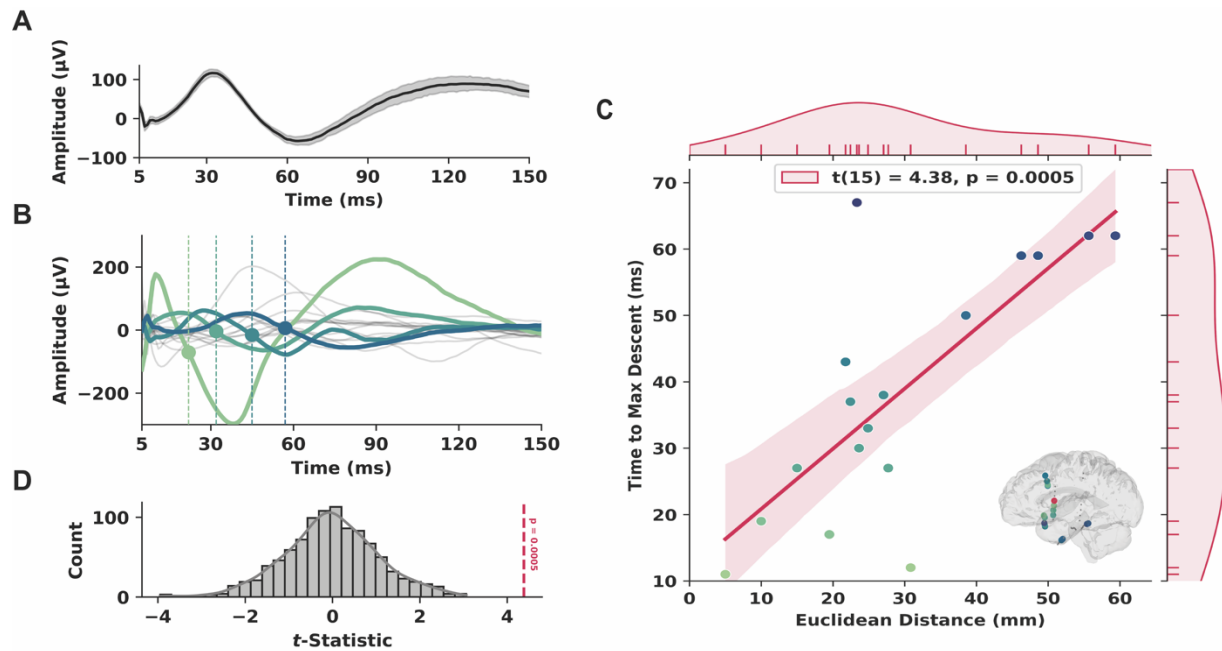 A
Amplitude (μV)
100
0
−100
5
30
60
90
120
150
Time (ms)
B
Amplitude (μV)
200
0
−200
5
30
60
90
120
150
Time (ms)
D
Count
100
0
−4
−2
0
2
4
t-Statistic
p = 0.0005
C
t(15) = 4.38, p = 0.0005
Time to Max Descent (ms)
70
60
50
40
30
20
10
0
10
20
30
40
50
60
Euclidean Distance (mm)